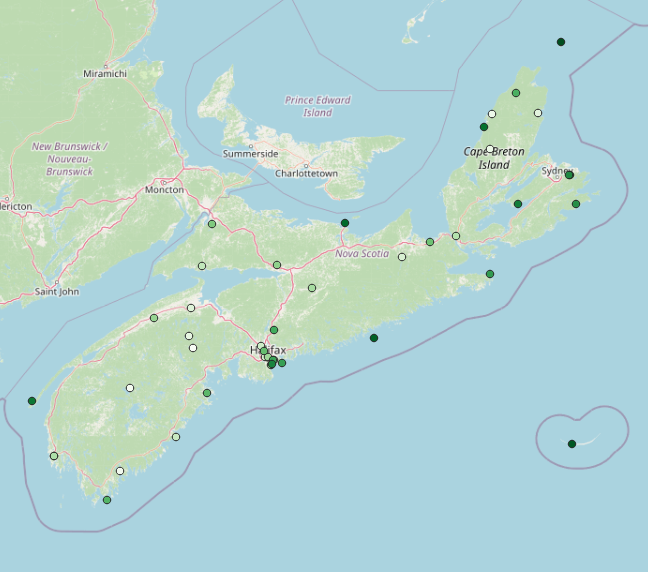 Miramichi
Prince Edward
Island
New Brunswick /
Nouveau-
Brunswick
Summerside
Charlottetown
Moncton
Cape Breton
Island
Sydney
dericton
Nova Scotia
Saint John
Halifax